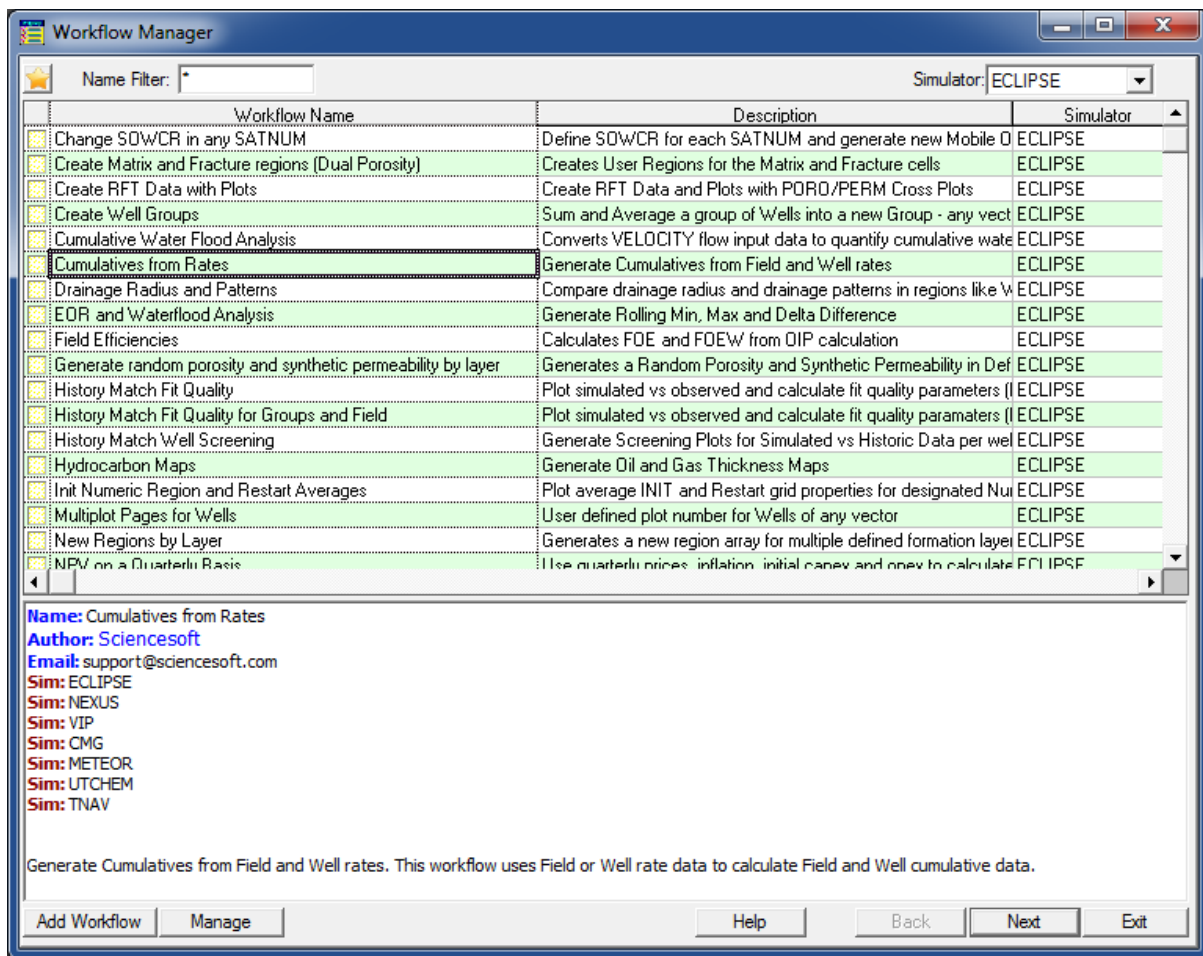 Workflow Manager
Name Filter: *
Simulator: ECLIPSE
Workflow Name Description Simulator
Change SOWCR in any SATNUM Define SOWCR for each SATNUM and generate new Mobile O ECLIPSE
Create Matrix and Fracture regions (Dual Porosity) Creates User Regions for the Matrix and Fracture cells ECLIPSE
Create RFT Data with Plots Create RFT Data and Plots with PORO/PERM Cross Plots ECLIPSE
Create Well Groups Sum and Average a group of Wells into a new Group - any vect ECLIPSE
Cumulative Water Flood Analysis Converts VELOCITY flow input data to quantify cumulative wate ECLIPSE
Cumulatives from Rates Generate Cumulatives from Field and Well rates ECLIPSE
Drainage Radius and Patterns Compare drainage radius and drainage patterns in regions like W ECLIPSE
EOR and Waterflood Analysis Generate Rolling Min, Max and Delta Difference ECLIPSE
Field Efficiencies Calculates FOE and FOEW from OIP calculation ECLIPSE
Generate random porosity and synthetic permeability by layer Generates a Random Porosity and Synthetic Permeability in Def ECLIPSE
History Match Fit Quality Plot simulated vs observed and calculate fit quality parameters ( ECLIPSE
History Match Fit Quality for Groups and Field Plot simulated vs observed and calculate fit quality paramaters ( ECLIPSE
History Match Well Screening Generate Screening Plots for Simulated vs Historic Data per wel ECLIPSE
Hydrocarbon Maps Generate Oil and Gas Thickness Maps ECLIPSE
Init Numeric Region and Restart Averages Plot average INIT and Restart grid properties for designated Nu ECLIPSE
Multiplot Pages for Wells User defined plot number for Wells of any vector ECLIPSE
New Regions by Layer Generates a new region array for multiple defined formation laye ECLIPSE
NPV on a Quarterly Basis Use quarterly prices, inflation, initial capex and opex to calculate ECLIPSE
Name: Cumulatives from Rates
Author: Sciencesoft
Email: support@sciencesoft.com
Sim: ECLIPSE
Sim: NEXUS
Sim: VIP
Sim: CMG
Sim: METEOR
Sim: UTCHEM
Sim: TNAV
Generate Cumulatives from Field and Well rates. This workflow uses Field or Well rate data to calculate Field and Well cumulative data.
Add Workflow Manage Help Back Next Exit